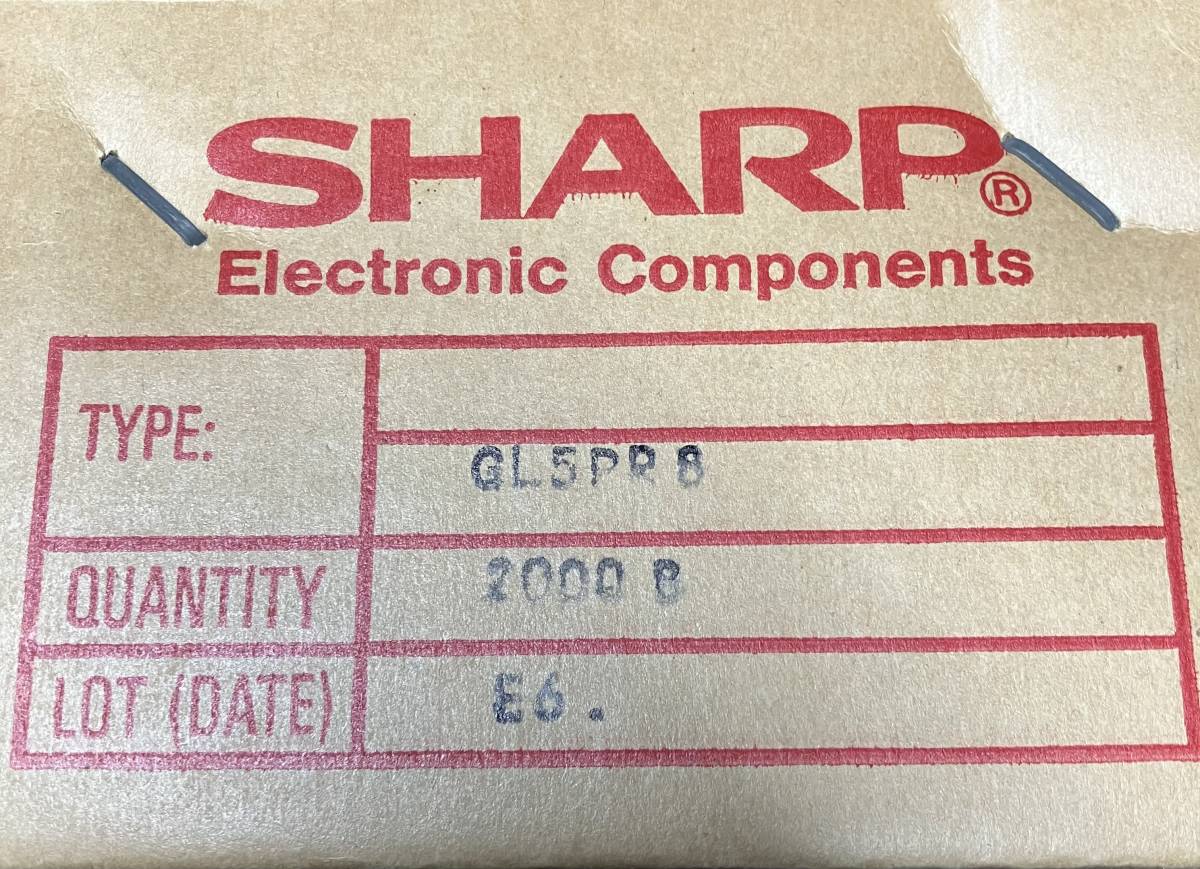 SHARP®
Electronic Components
TYPE:
GL5PR8
QUANTITY 2000 B
LOT (DATE) E6.